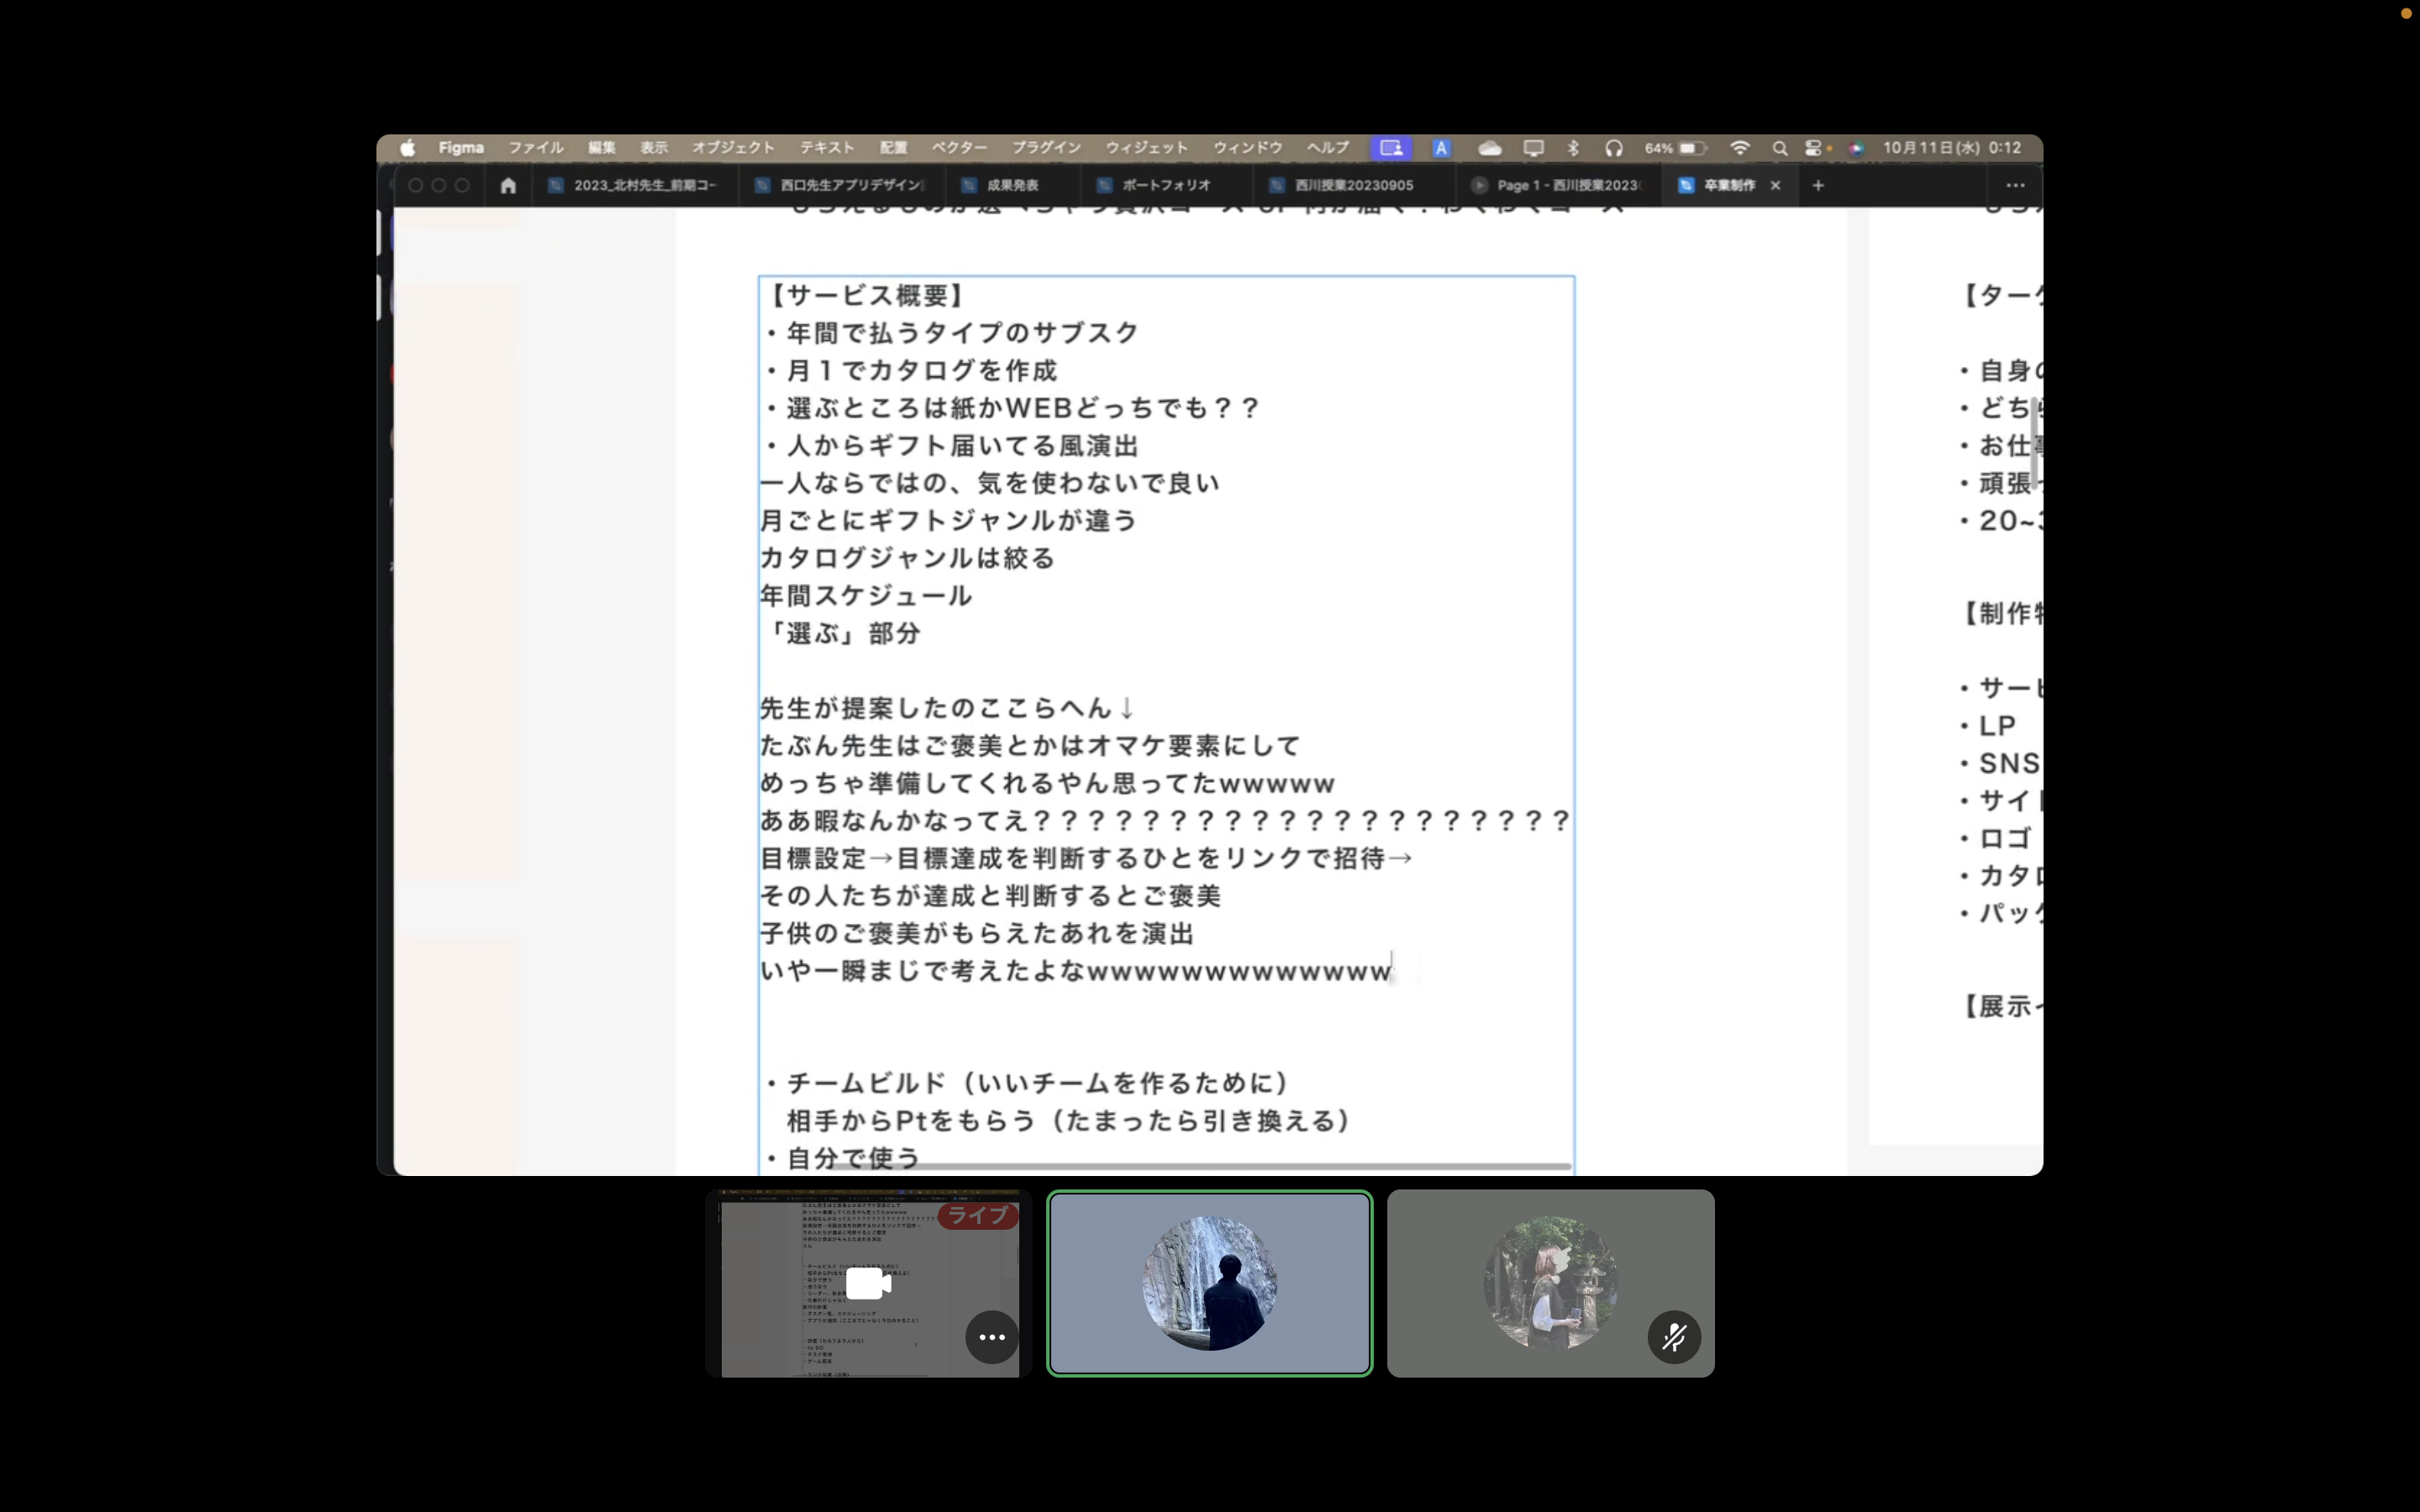 Figma ファイル 編集 表示 オブジェクト テキスト 配置 ベクター プラグイン ウィジェット ウィンドウ ヘルプ A 64% 10月11日(水) 0:12
2023_北村先生_前期コー 西口先生アプリデザイン 成果発表 ポートフォリオ 西川授業20230905 Page 1 - 西川授業2023 卒業制作
【サービス概要】
・年間で払うタイプのサブスク
・月１でカタログを作成
・選ぶところは紙かWEBどっちでも？？
・人からギフト届いてる風演出
一人ならではの、気を使わないで良い
月ごとにギフトジャンルが違う
カタログジャンルは絞る
年間スケジュール
「選ぶ」部分
先生が提案したのここらへん↓
たぶん先生はご褒美とかはオマケ要素にして
めっちゃ準備してくれるやん思ってたwwwww
ああ暇なんかなってえ？？？？？？？？？？？？？？？？？？？？
目標設定→目標達成を判断するひとをリンクで招待→
その人たちが達成と判断するとご褒美
子供のご褒美がもらえたあれを演出
いや一瞬まじで考えたよなwwwwwwwwwwwww
・チームビルド（いいチームを作るために）
相手からPtをもらう（たまったら引き換える）
・自分で使う
【ター
・自身の
・どち
・お仕事
・頑張
・20~
【制作物
・サービ
・LP
・SNS
・サイト
・ロゴ
・カタロ
・パッケ
【展示イ
ライブ